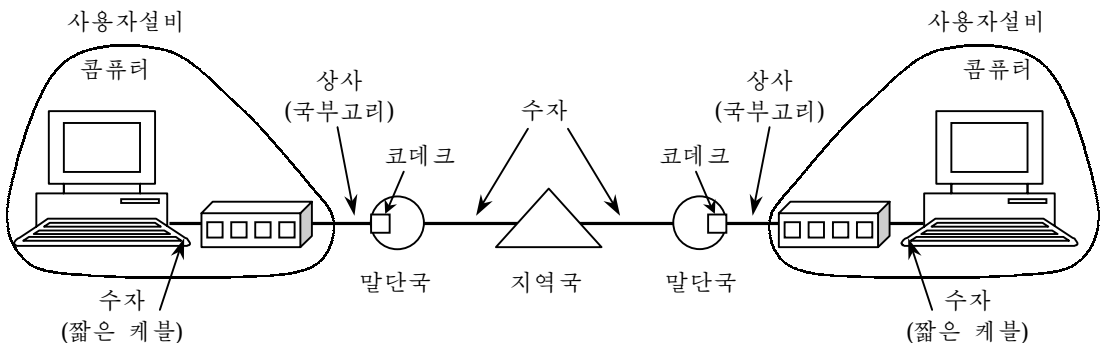 사용자설비
콤퓨터
상사
(국부고리)
코데크
수자
상사
(국부고리)
코데크
사용자설비
콤퓨터
말단국
지역국
말단국
수자
(짧은 케블)
수자
(짧은 케블)